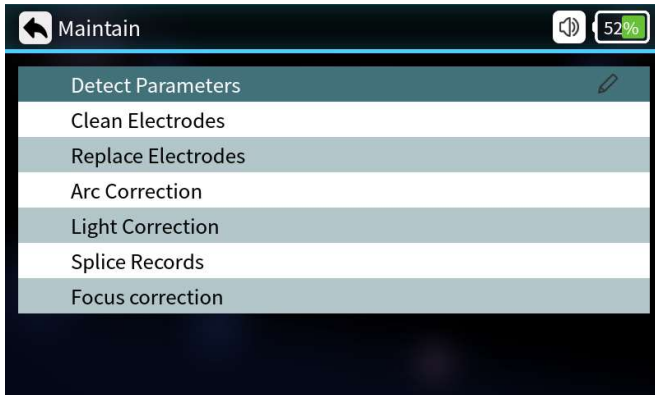 Maintain
52%
Detect Parameters
Clean Electrodes
Replace Electrodes
Arc Correction
Light Correction
Splice Records
Focus correction